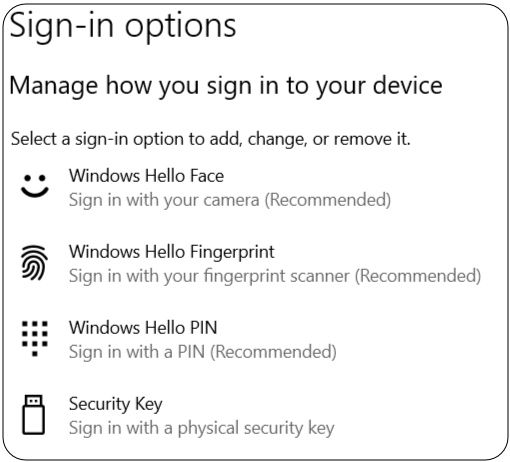 Sign-in options
Manage how you sign in to your device
Select a sign-in option to add, change, or remove it.
Windows Hello Face
Sign in with your camera (Recommended)
Windows Hello Fingerprint
Sign in with your fingerprint scanner (Recommended)
Windows Hello PIN
Sign in with a PIN (Recommended)
Security Key
Sign in with a physical security key